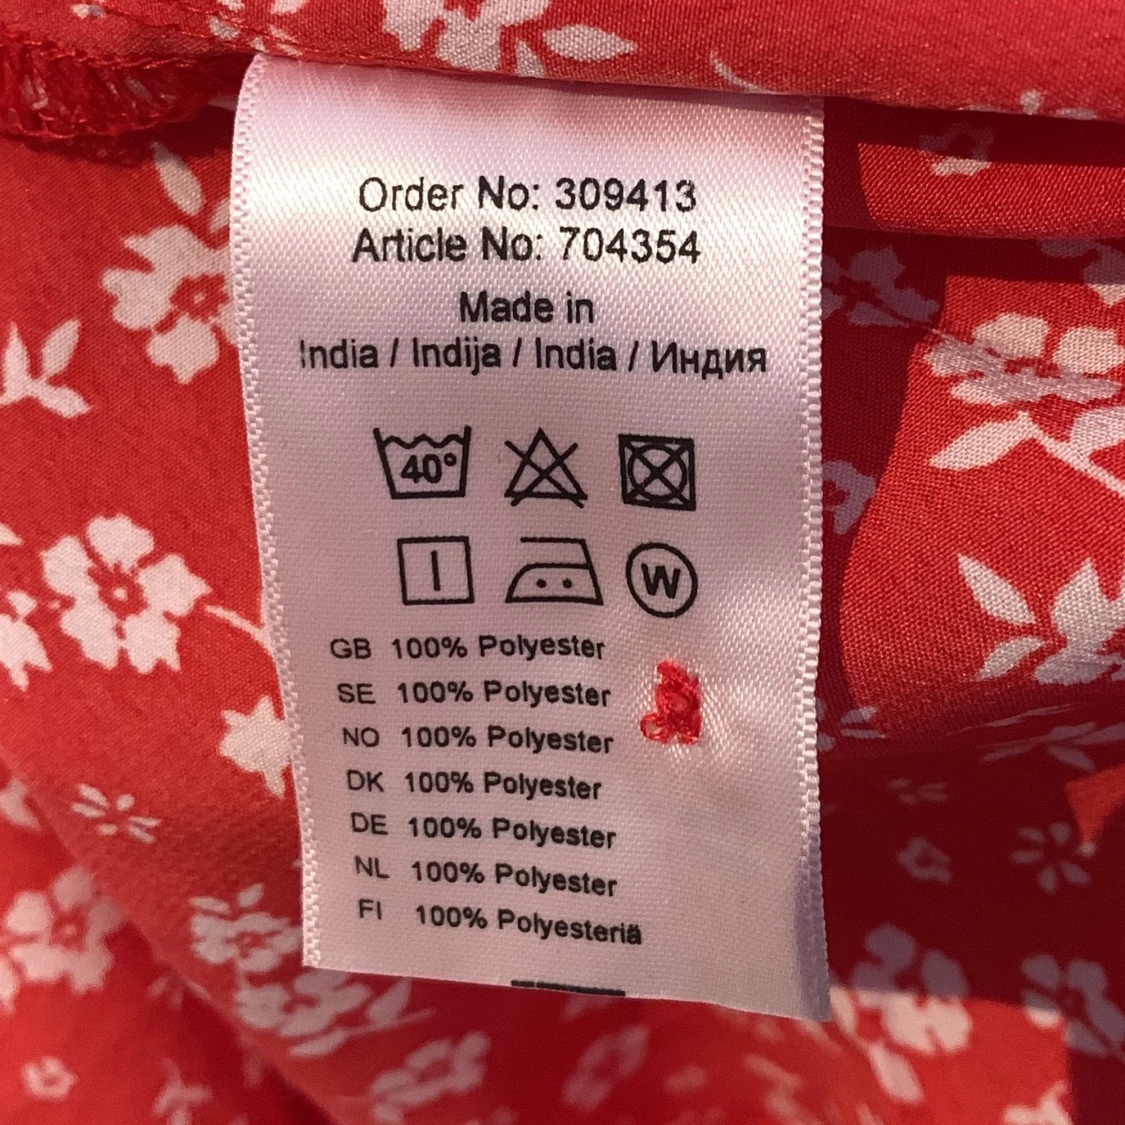 Order No: 309413
Article No: 704354
Made in
India / Indija / India / Индия
40°
W
GB 100% Polyester
SE 100% Polyester
NO 100% Polyester
DK 100% Polyester
DE 100% Polyester
NL 100% Polyester
FI 100% Polyesteriä